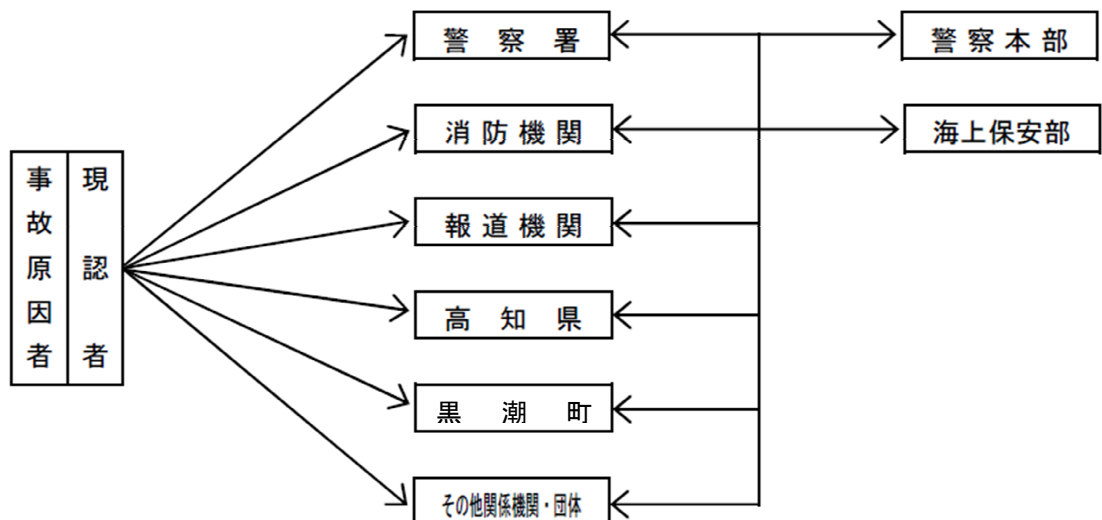 事故原因者
現認者
警察署
消防機関
報道機関
高知県
黒潮町
その他関係機関・団体
警察本部
海上保安部